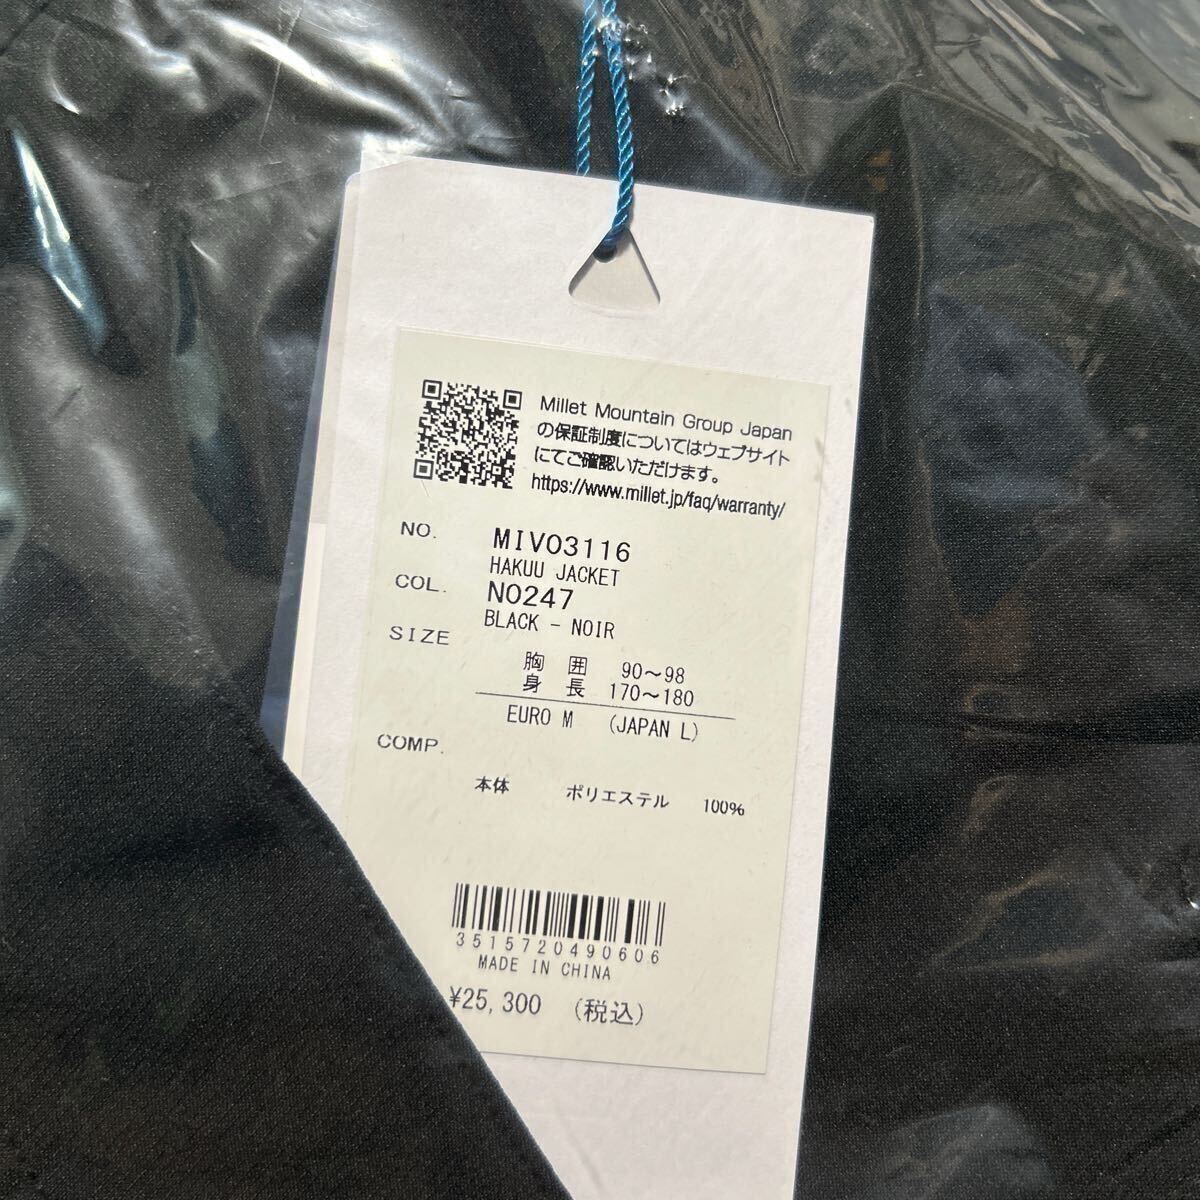 Millet Mountain Group Japan
の保証制度についてはウェブサイト
にてご確認いただけます。
https://www.millet.jp/faq/warranty/
NO. MIV03116
HAKUU JACKET
COL. N0247
BLACK - NOIR
SIZE
胸囲 90〜98
身長 170〜180
EURO M (JAPAN L)
COMP.
本体 ポリエステル 100%
3515720490606
MADE IN CHINA
¥25,300 (税込)